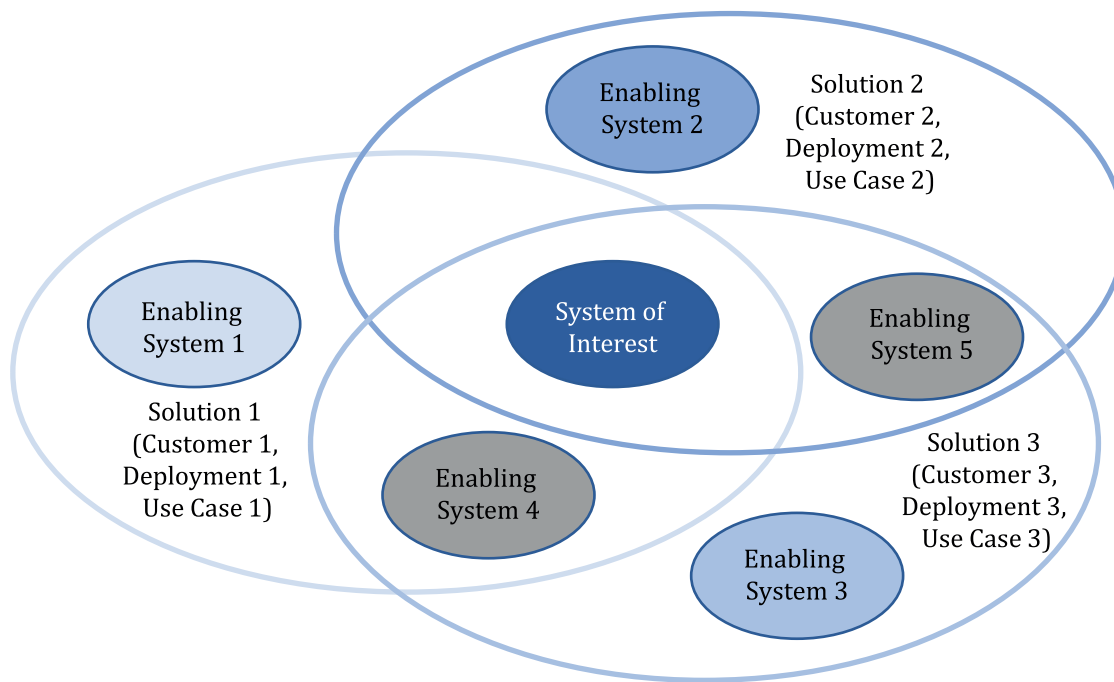 Enabling
System 2
Solution 2
(Customer 2,
Deployment 2,
Use Case 2)
Enabling
System 1
System of
Interest
Enabling
System 5
Solution 1
(Customer 1,
Deployment 1,
Use Case 1)
Enabling
System 4
Solution 3
(Customer 3,
Deployment 3,
Use Case 3)
Enabling
System 3